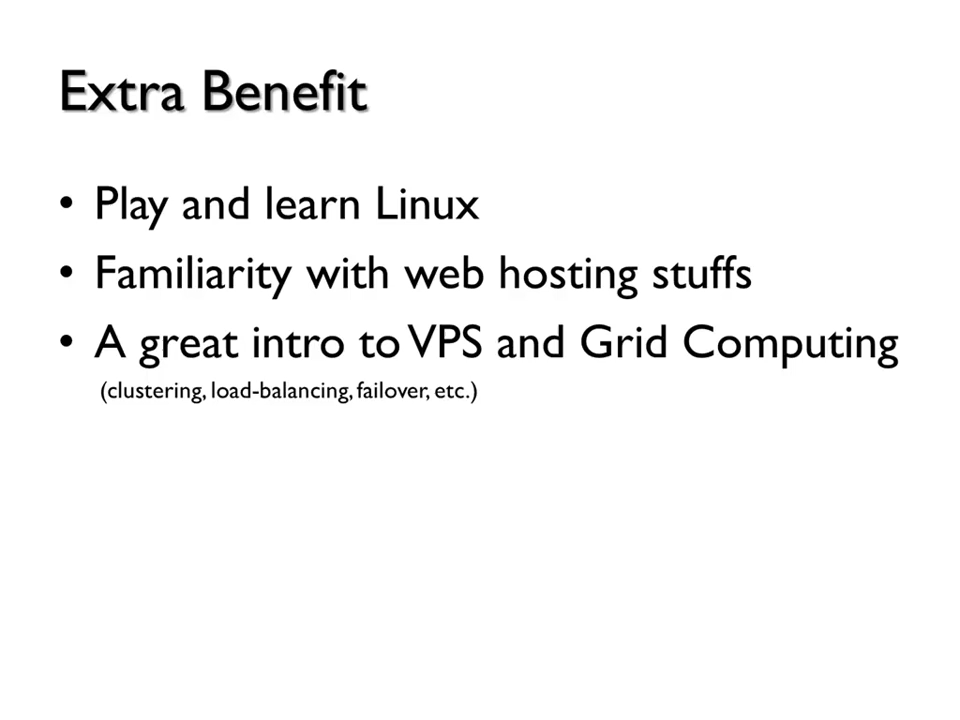 Extra Benefit
• Play and learn Linux
• Familiarity with web hosting stuffs
• A great intro to VPS and Grid Computing
(clustering, load-balancing, failover, etc.)